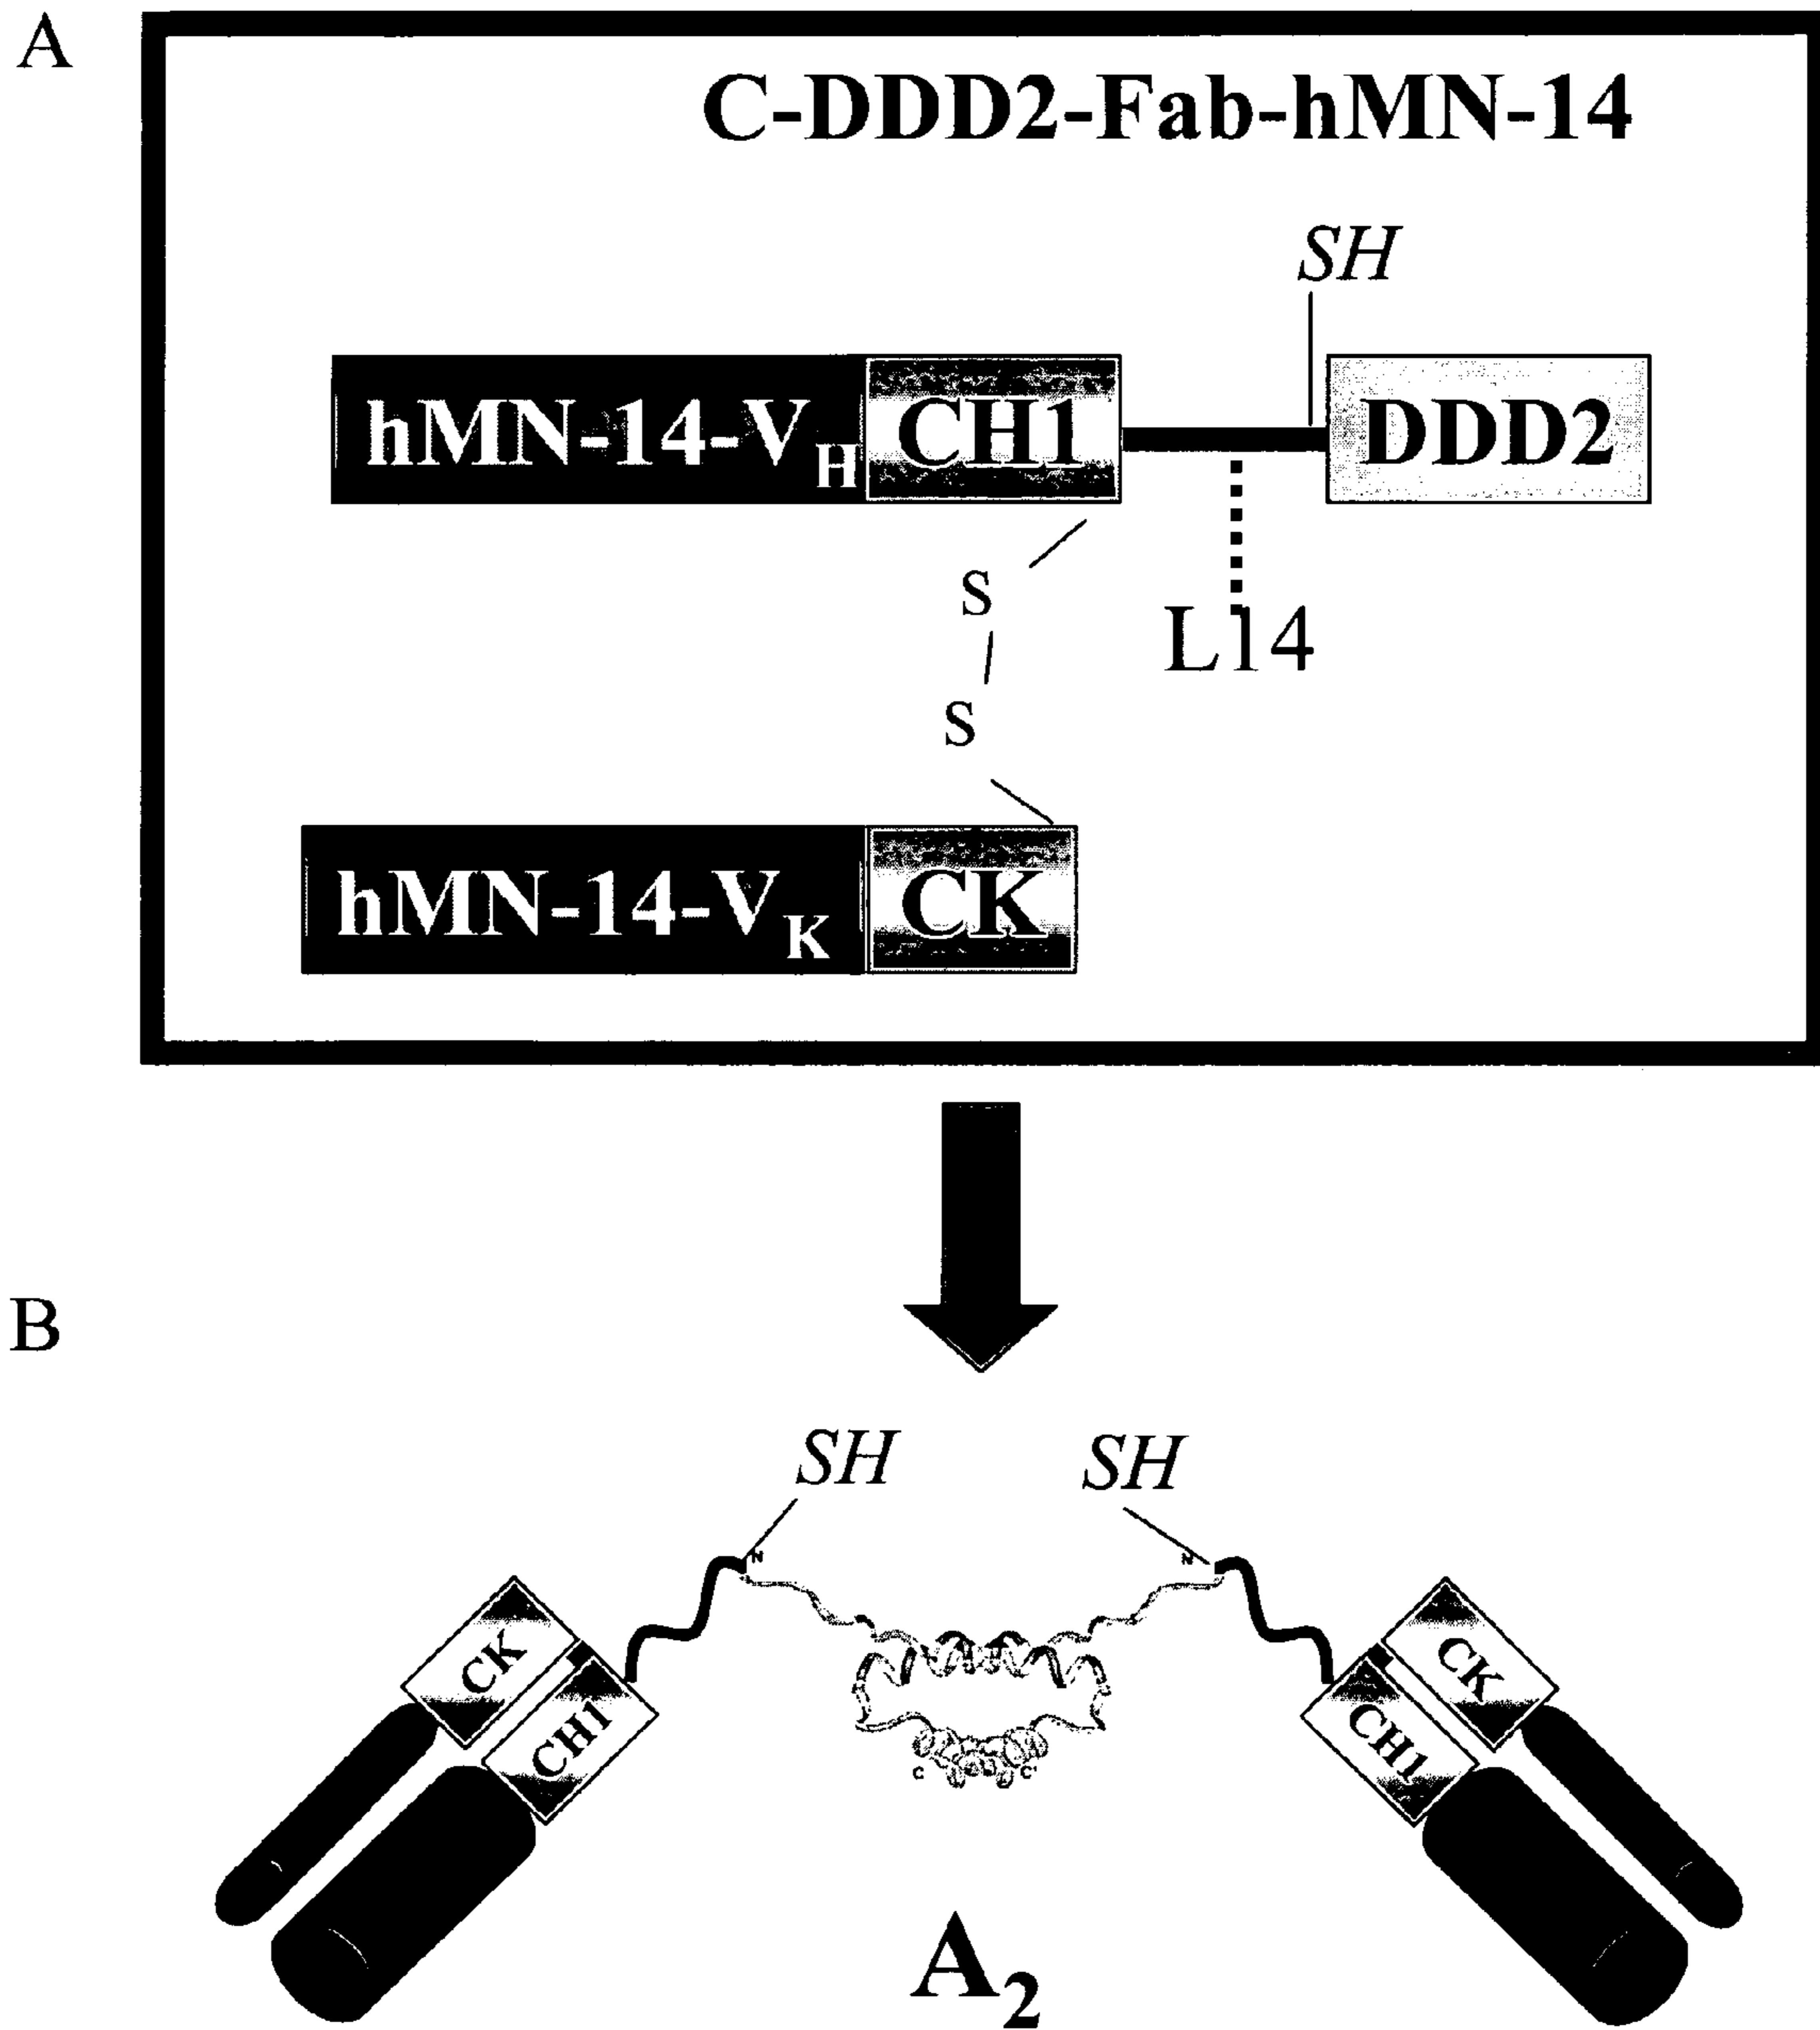 A
C-DDD2-Fab-hMN-14
SH
hMN-14-VH CH1 DDD2
S
L14
S
hMN-14-VK CK
B
SH SH
N N
CK CK
CH1 CH1
C C'
A2